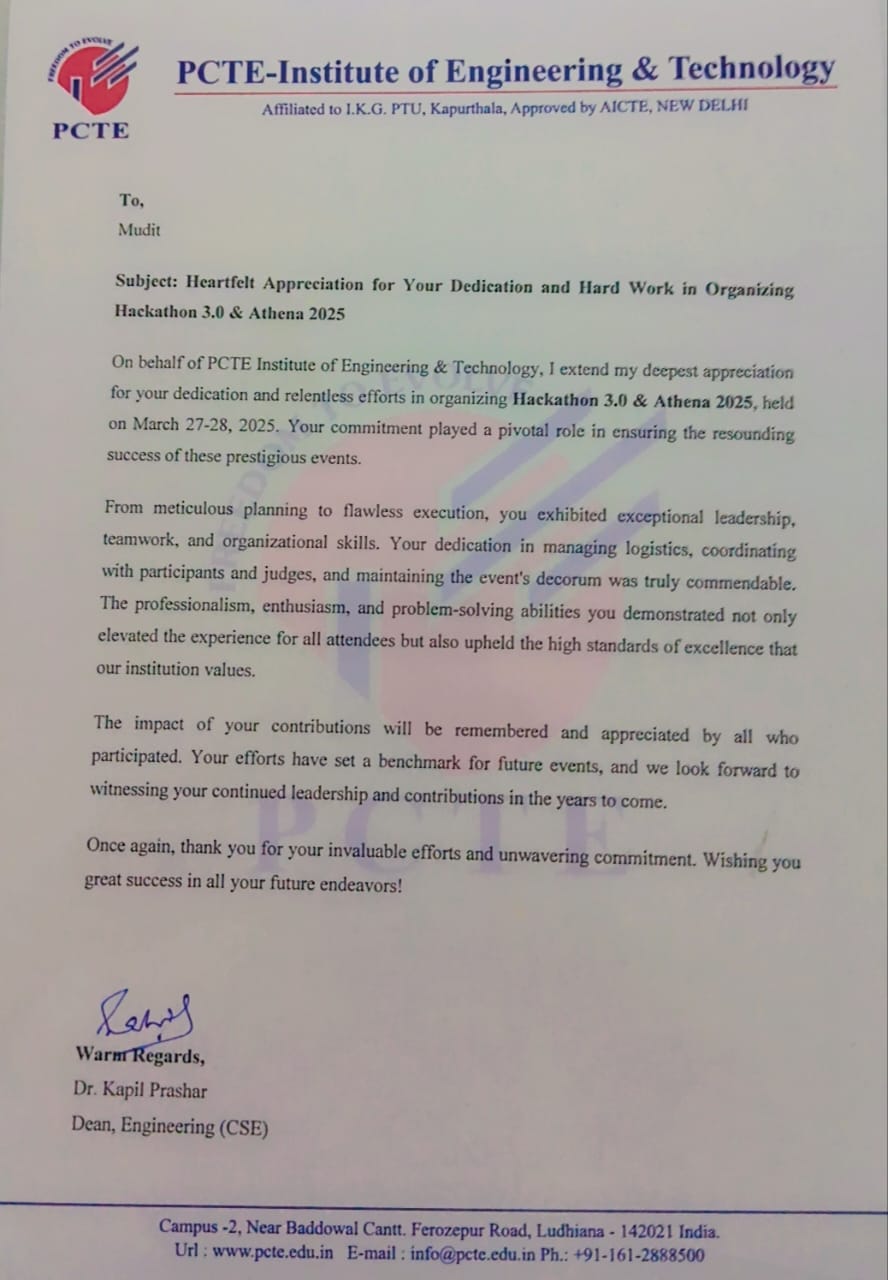 FREEDOM TO EVOLVE
PCTE
PCTE-Institute of Engineering & Technology
Affiliated to I.K.G. PTU, Kapurthala, Approved by AICTE, NEW DELHI
To,
Mudit
Subject: Heartfelt Appreciation for Your Dedication and Hard Work in Organizing
Hackathon 3.0 & Athena 2025
On behalf of PCTE Institute of Engineering & Technology, I extend my deepest appreciation
for your dedication and relentless efforts in organizing Hackathon 3.0 & Athena 2025, held
on March 27-28, 2025. Your commitment played a pivotal role in ensuring the resounding
success of these prestigious events.
From meticulous planning to flawless execution, you exhibited exceptional leadership,
teamwork, and organizational skills. Your dedication in managing logistics, coordinating
with participants and judges, and maintaining the event's decorum was truly commendable.
The professionalism, enthusiasm, and problem-solving abilities you demonstrated not only
elevated the experience for all attendees but also upheld the high standards of excellence that
our institution values.
The impact of your contributions will be remembered and appreciated by all who
participated. Your efforts have set a benchmark for future events, and we look forward to
witnessing your continued leadership and contributions in the years to come.
Once again, thank you for your invaluable efforts and unwavering commitment. Wishing you
great success in all your future endeavors!
FREEDOM TO EVOLVE
PCTE
Warm Regards,
Dr. Kapil Prashar
Dean, Engineering (CSE)
Campus -2, Near Baddowal Cantt. Ferozepur Road, Ludhiana - 142021 India.
Url : www.pcte.edu.in E-mail : info@pcte.edu.in Ph.: +91-161-2888500